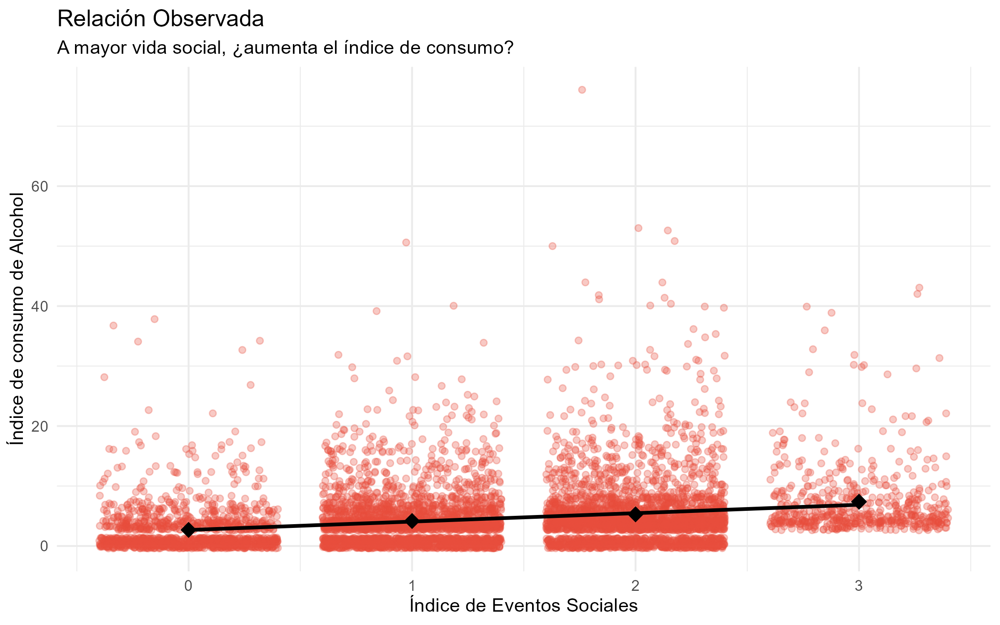 Relación Observada
A mayor vida social, ¿aumenta el índice de consumo?
Índice de consumo de Alcohol
60
40
20
0
0 1 2 3
Índice de Eventos Sociales